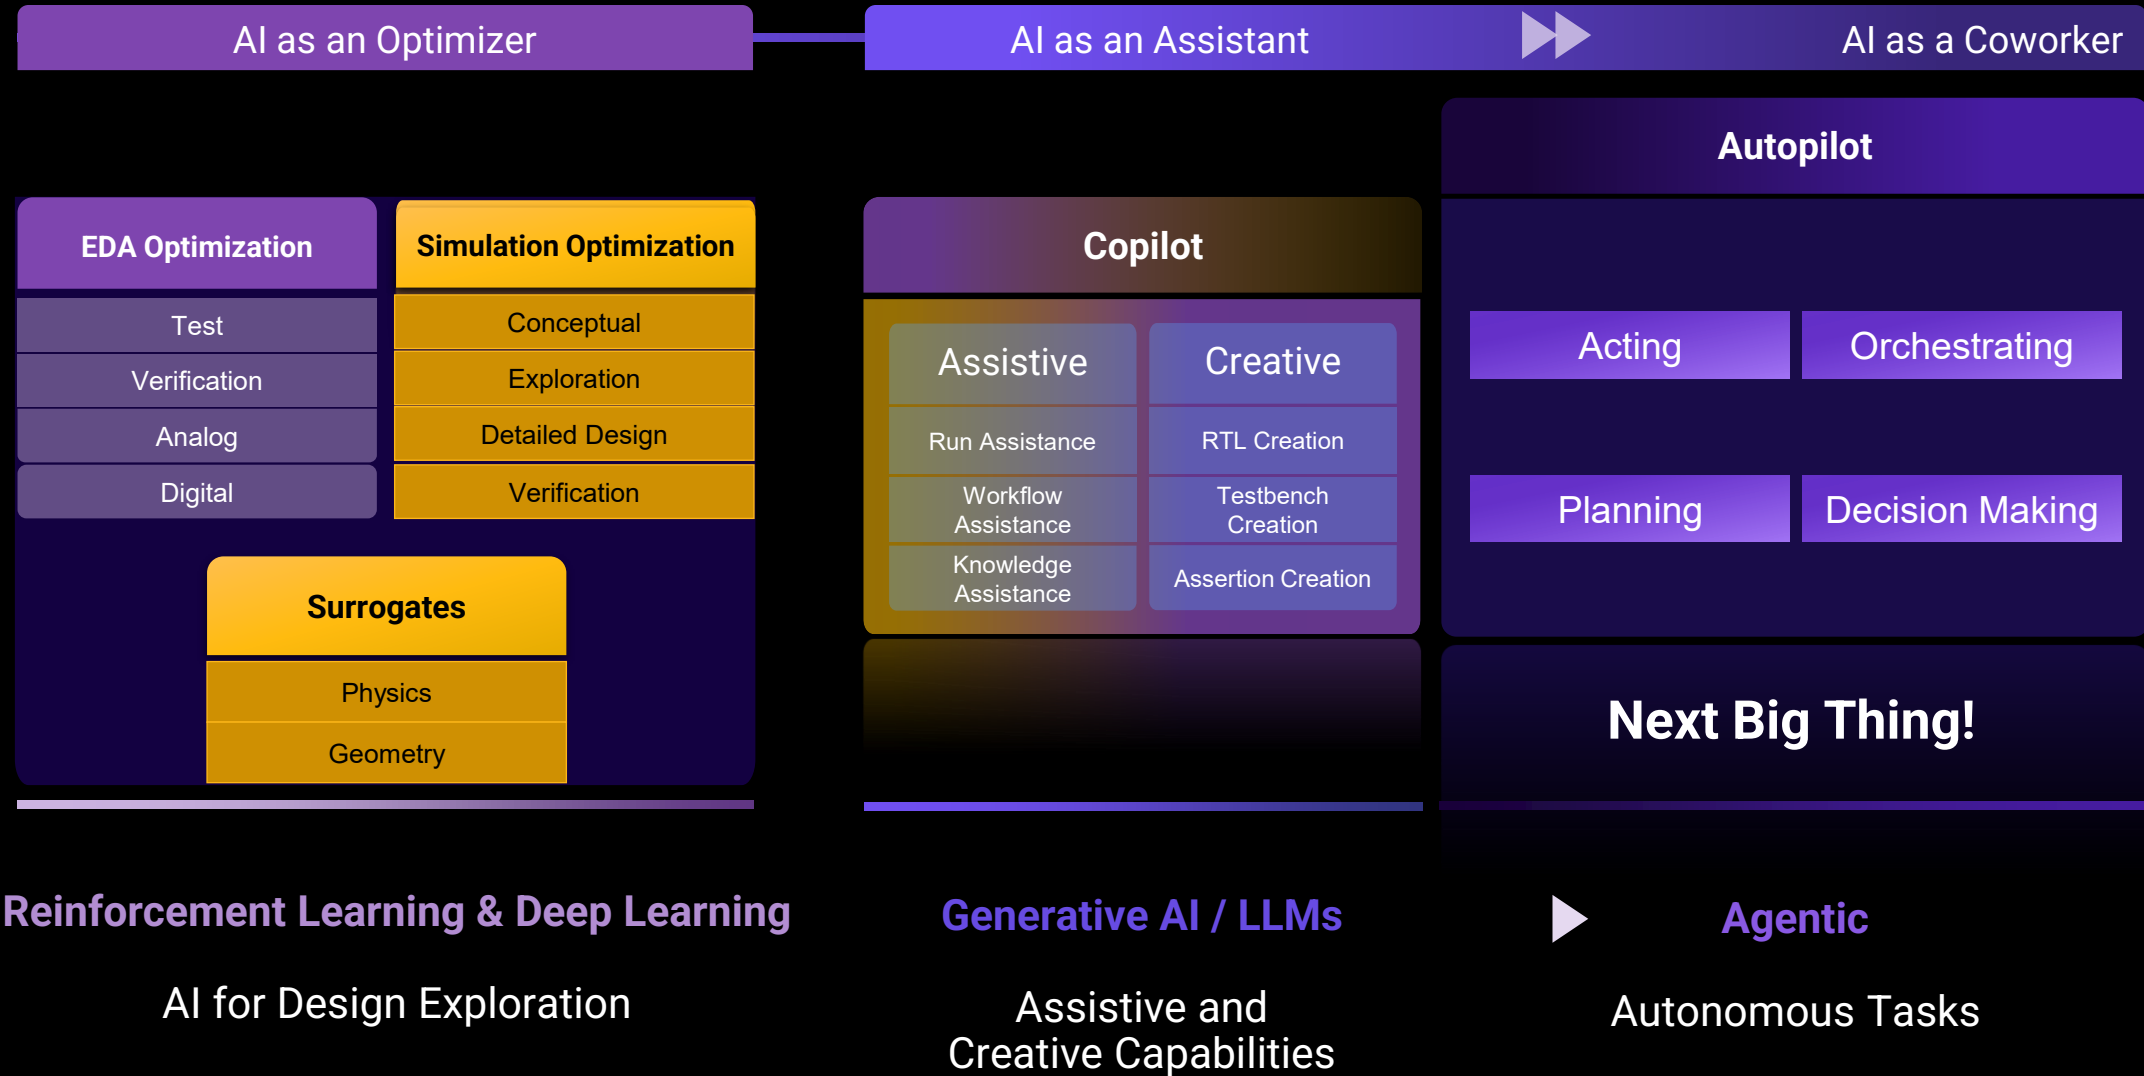 AI as an Optimizer
AI as an Assistant
AI as a Coworker
EDA Optimization
Test
Verification
Analog
Digital
Simulation Optimization
Conceptual
Exploration
Detailed Design
Verification
Surrogates
Physics
Geometry
Copilot
Assistive
Run Assistance
Workflow
Assistance
Knowledge
Assistance
Creative
RTL Creation
Testbench
Creation
Assertion Creation
Autopilot
Acting
Orchestrating
Planning
Decision Making
Next Big Thing!
Reinforcement Learning & Deep Learning
AI for Design Exploration
Generative AI / LLMs
Assistive and
Creative Capabilities
Agentic
Autonomous Tasks